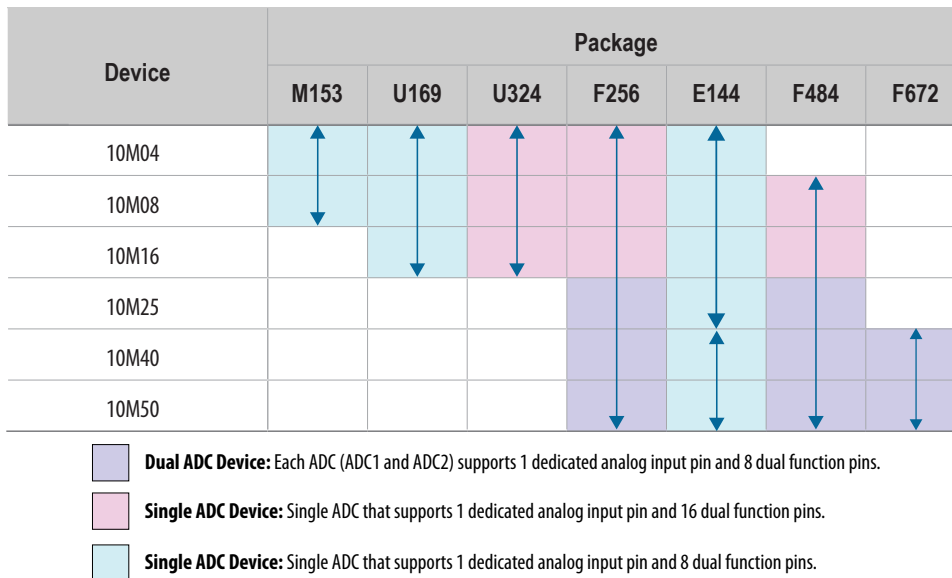 Device
Package
M153 U169 U324 F256 E144 F484 F672
10M04
10M08
10M16
10M25
10M40
10M50
Dual ADC Device: Each ADC (ADC1 and ADC2) supports 1 dedicated analog input pin and 8 dual function pins.
Single ADC Device: Single ADC that supports 1 dedicated analog input pin and 16 dual function pins.
Single ADC Device: Single ADC that supports 1 dedicated analog input pin and 8 dual function pins.